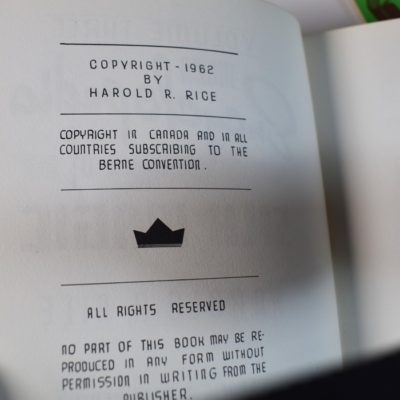 COPYRIGHT - 1962
BY
HAROLD R. RICE
COPYRIGHT IN CANADA AND IN ALL
COUNTRIES SUBSCRIBING TO THE
BERNE CONVENTION.
ALL RIGHTS RESERVED
NO PART OF THIS BOOK MAY BE RE-
PRODUCED IN ANY FORM WITHOUT
PERMISSION IN WRITING FROM THE
PUBLISHER.